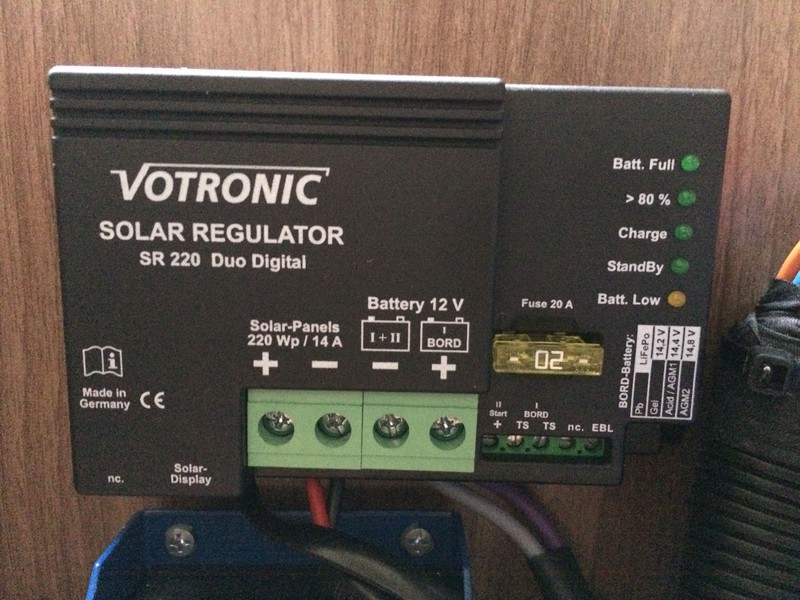 VOTRONIC
SOLAR REGULATOR
SR 220 Duo Digital
Battery 12 V
Solar-Panels
220 Wp / 14 A
I + II
I
BORD
+ − − +
Made in
Germany
CE
nc.
Solar-
Display
Batt. Full
> 80 %
Charge
StandBy
Batt. Low
Fuse 20 A
20
II
Start
+
I
BORD
TS TS nc. EBL
BORD-Battery:
Pb LiFePo
Gel 14,2 V
Acid / AGM1 14,4 V
AGM2 14,8 V